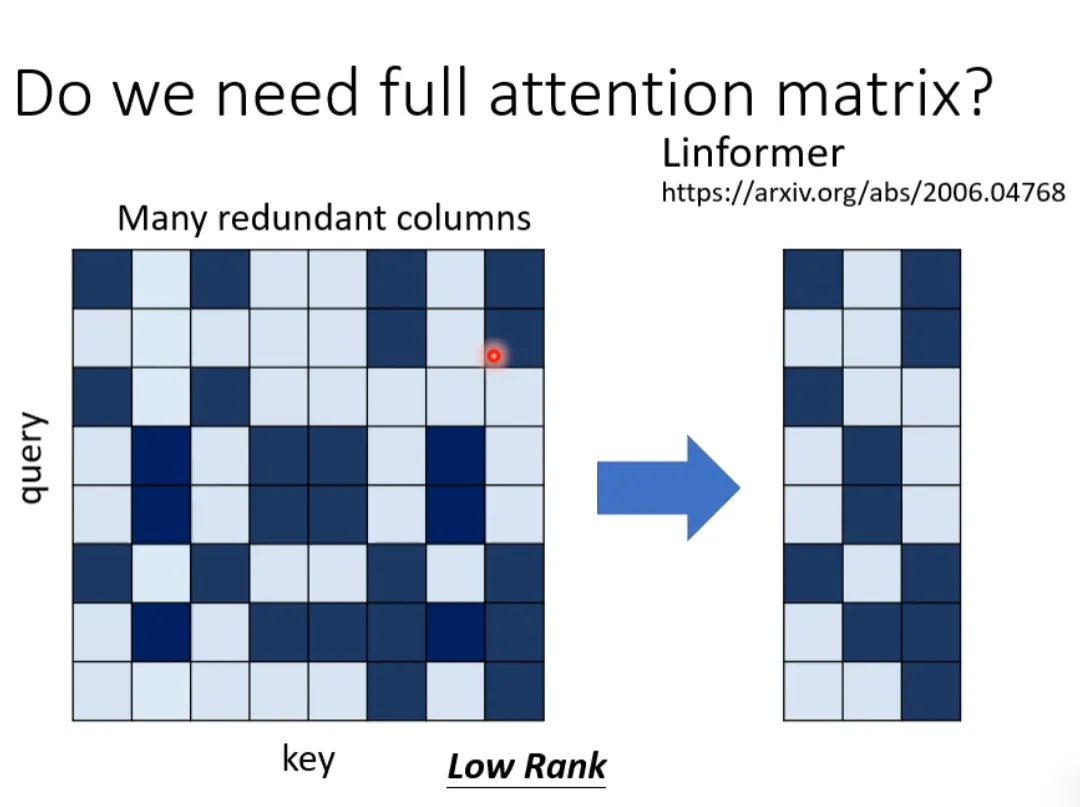 Do we need full attention matrix?
Linformer
https://arxiv.org/abs/2006.04768
Many redundant columns
query
key
Low Rank